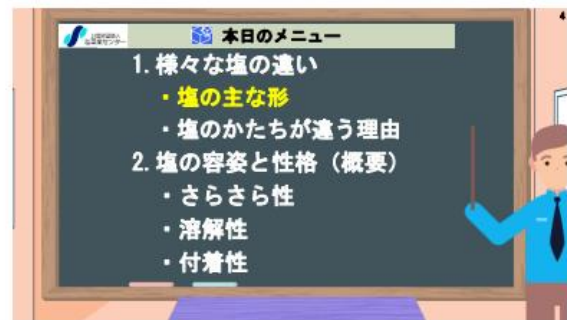 4
本日のメニュー
1. 様々な塩の違い
・塩の主な形
・塩のかたちが違う理由
2. 塩の容姿と性格（概要）
・さらさら性
・溶解性
・付着性